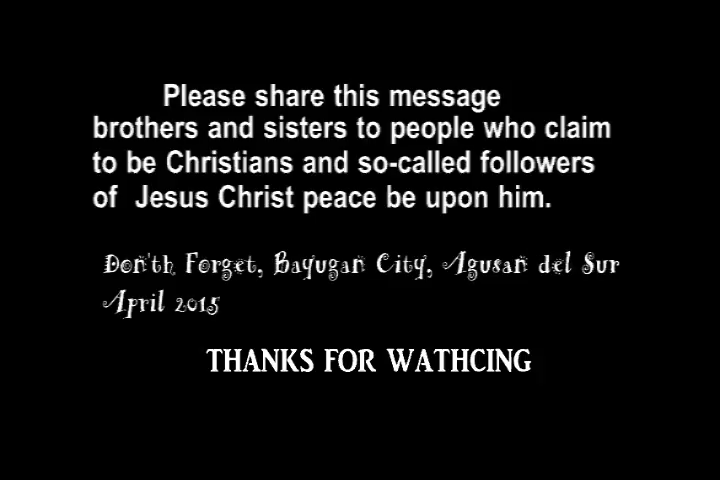 Please share this message
brothers and sisters to people who claim
to be Christians and so-called followers
of Jesus Christ peace be upon him.
Don'th Forget, Bayugan City, Agusan del Sur
April 2015
THANKS FOR WATHCING